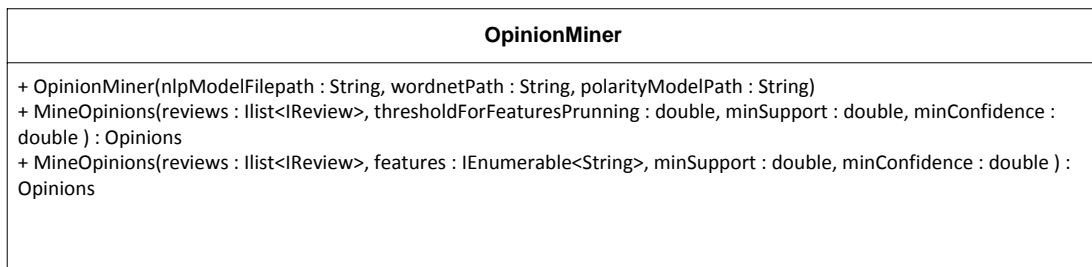 OpinionMiner
+ OpinionMiner(nlpModelFilepath : String, wordnetPath : String, polarityModelPath : String)
+ MineOpinions(reviews : Ilist<IReview>, thresholdForFeaturesPrunning : double, minSupport : double, minConfidence :
double ) : Opinions
+ MineOpinions(reviews : Ilist<IReview>, features : IEnumerable<String>, minSupport : double, minConfidence : double ) :
Opinions